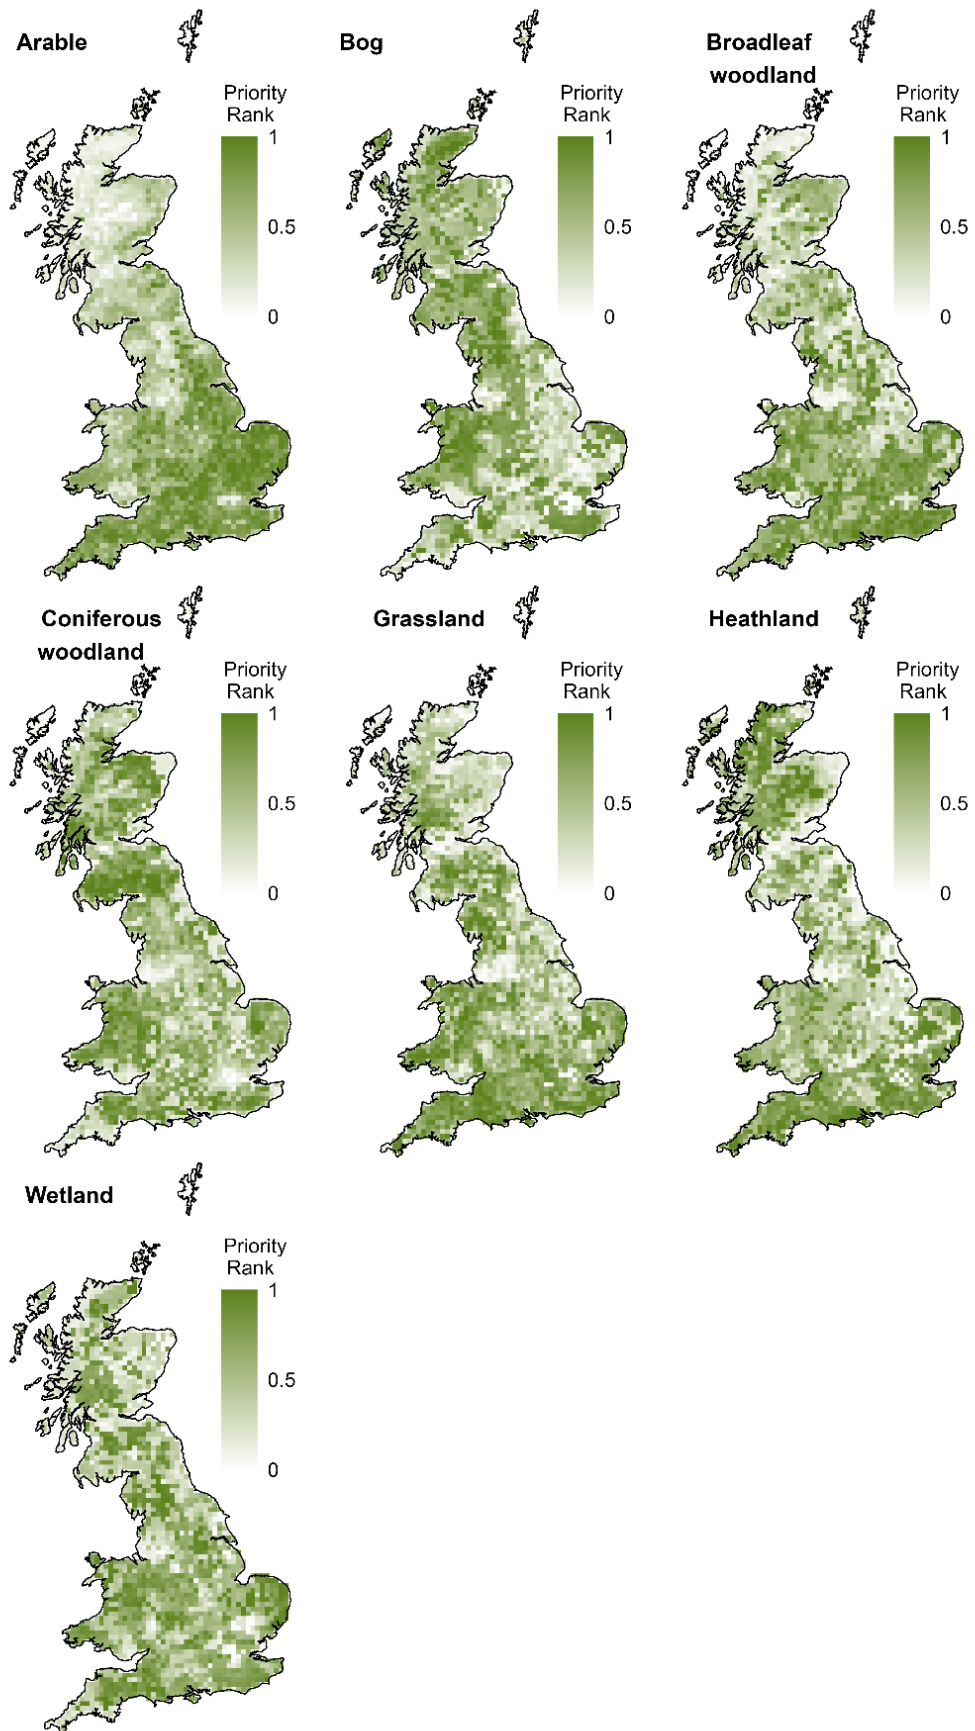 Arable
Priority
Rank
1
0.5
0
Bog
Priority
Rank
1
0.5
0
Broadleaf
woodland
Priority
Rank
1
0.5
0
Coniferous
woodland
Priority
Rank
1
0.5
0
Grassland
Priority
Rank
1
0.5
0
Heathland
Priority
Rank
1
0.5
0
Wetland
Priority
Rank
1
0.5
0